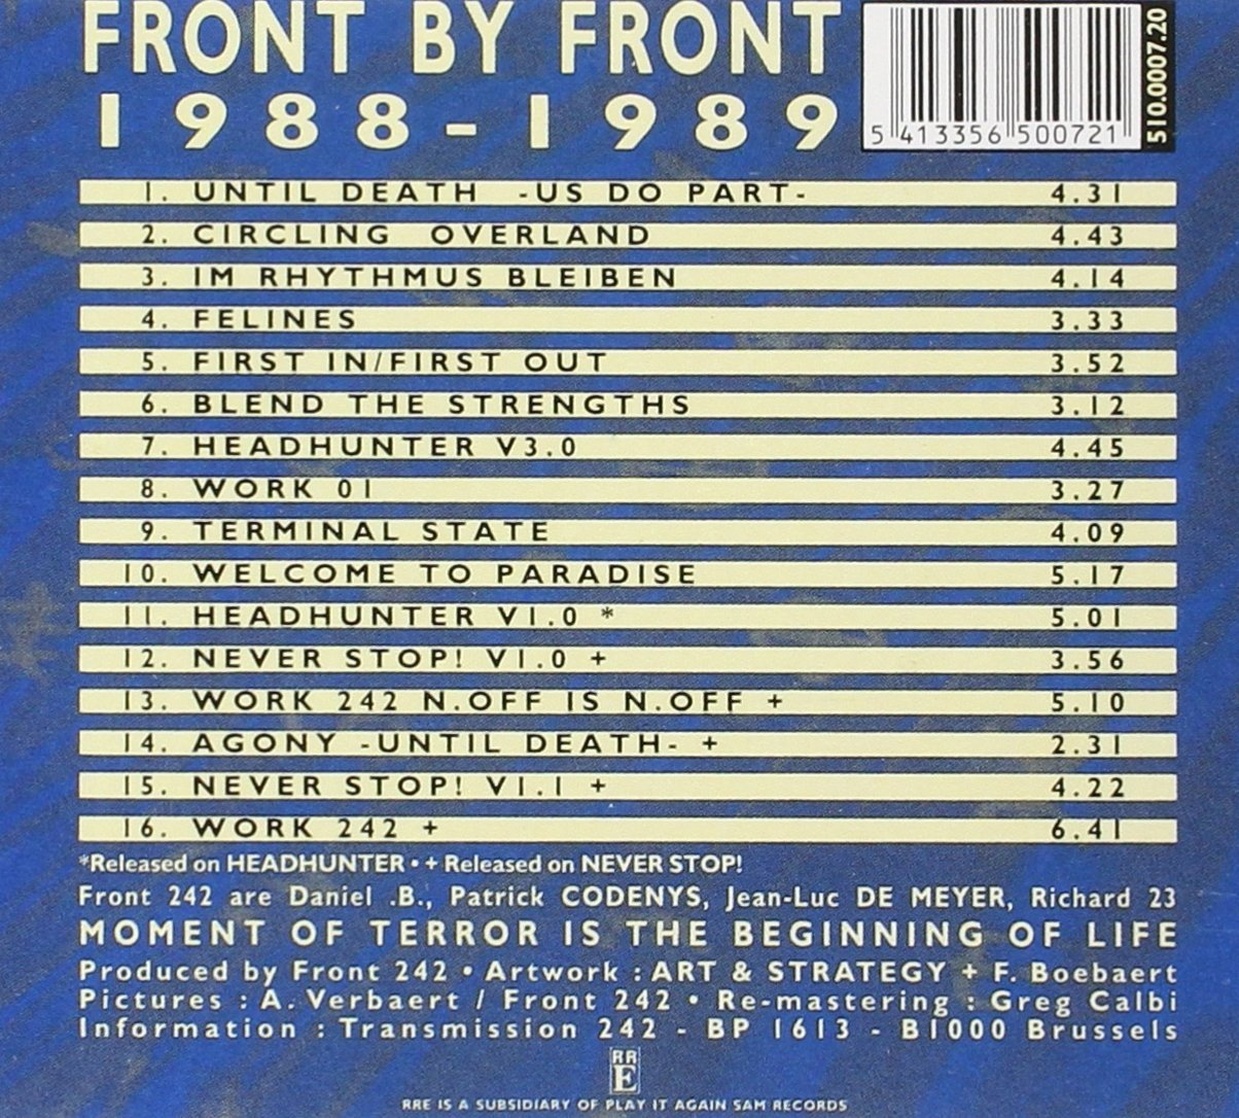 FRONT BY FRONT
1988-1989
5 413356 500721
510.0007.20
1. UNTIL DEATH -US DO PART- 4.31
2. CIRCLING OVERLAND 4.43
3. IM RHYTHMUS BLEIBEN 4.14
4. FELINES 3.33
5. FIRST IN/FIRST OUT 3.52
6. BLEND THE STRENGTHS 3.12
7. HEADHUNTER V3.0 4.45
8. WORK 01 3.27
9. TERMINAL STATE 4.09
10. WELCOME TO PARADISE 5.17
11. HEADHUNTER V1.0 * 5.01
12. NEVER STOP! V1.0 + 3.56
13. WORK 242 N.OFF IS N.OFF + 5.10
14. AGONY -UNTIL DEATH- + 2.31
15. NEVER STOP! V1.1 + 4.22
16. WORK 242 + 6.41
*Released on HEADHUNTER • + Released on NEVER STOP!
Front 242 are Daniel .B., Patrick CODENYS, Jean-Luc DE MEYER, Richard 23
MOMENT OF TERROR IS THE BEGINNING OF LIFE
Produced by Front 242 • Artwork : ART & STRATEGY + F. Boebaert
Pictures : A. Verbaert / Front 242 • Re-mastering : Greg Calbi
Information : Transmission 242 - BP 1613 - B1000 Brussels
RR
E
RRE IS A SUBSIDIARY OF PLAY IT AGAIN SAM RECORDS